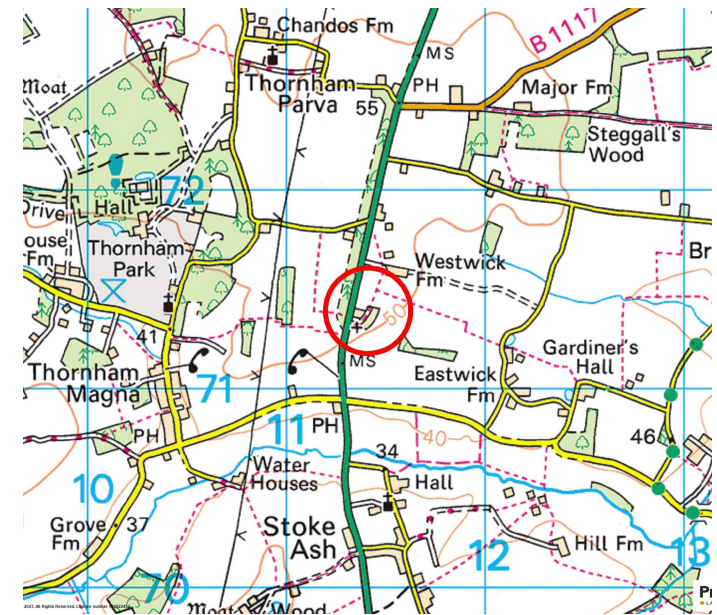 Chandos Fm
MS
B1117
Moat
Thornham
Parva
PH
55
Major Fm
Steggall's
Wood
72
Drive
Hall
ouse
Fm
Thornham
Park
Westwick
Fm
Br
50
41
MS
Gardiner's
Hall
Thornham
Magna
71
Eastwick
Fm
11
PH
PH
40
46
34
10
Water
Houses
Hall
Grove
Fm
37
Stoke
Ash
12
Hill Fm
13
70
Moat
Wood
Pr